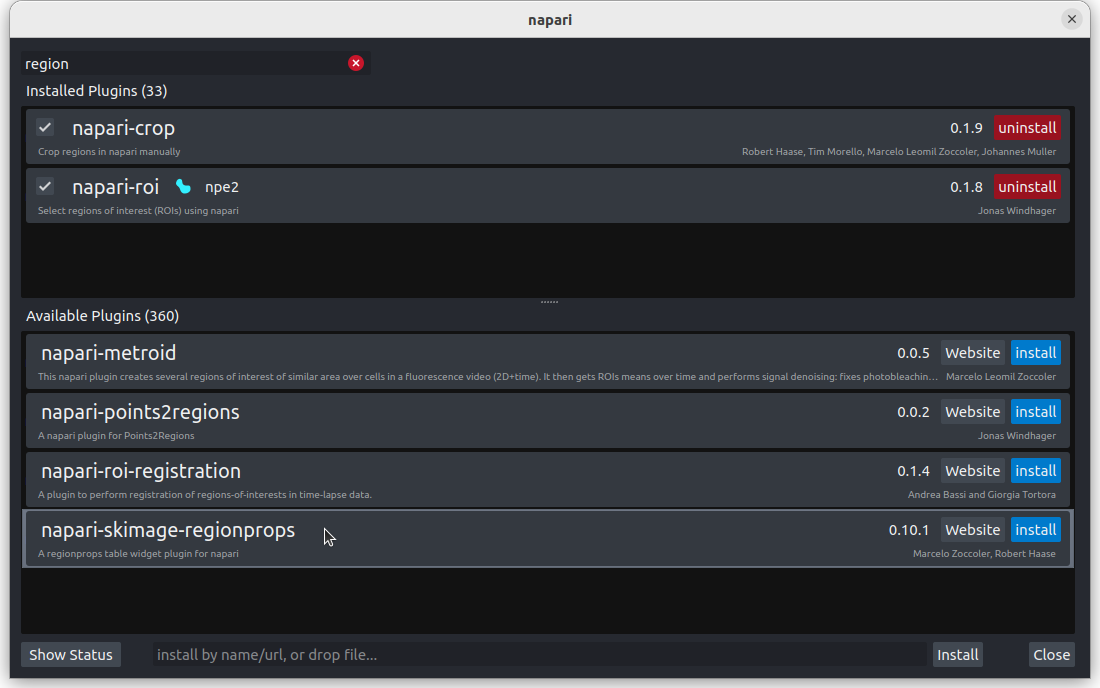 napari
region
Installed Plugins (33)
napari-crop 0.1.9 uninstall
Crop regions in napari manually Robert Haase, Tim Morello, Marcelo Leomil Zoccoler, Johannes Muller
napari-roi npe2 0.1.8 uninstall
Select regions of interest (ROIs) using napari Jonas Windhager
Available Plugins (360)
napari-metroid 0.0.5 Website install
This napari plugin creates several regions of interest of similar area over cells in a fluorescence video (2D+time). It then gets ROIs means over time and performs signal denoising: fixes photobleachin… Marcelo Leomil Zoccoler
napari-points2regions 0.0.2 Website install
A napari plugin for Points2Regions Jonas Windhager
napari-roi-registration 0.1.4 Website install
A plugin to perform registration of regions-of-interests in time-lapse data. Andrea Bassi and Giorgia Tortora
napari-skimage-regionprops 0.10.1 Website install
A regionprops table widget plugin for napari Marcelo Zoccoler, Robert Haase
Show Status install by name/url, or drop file... Install Close